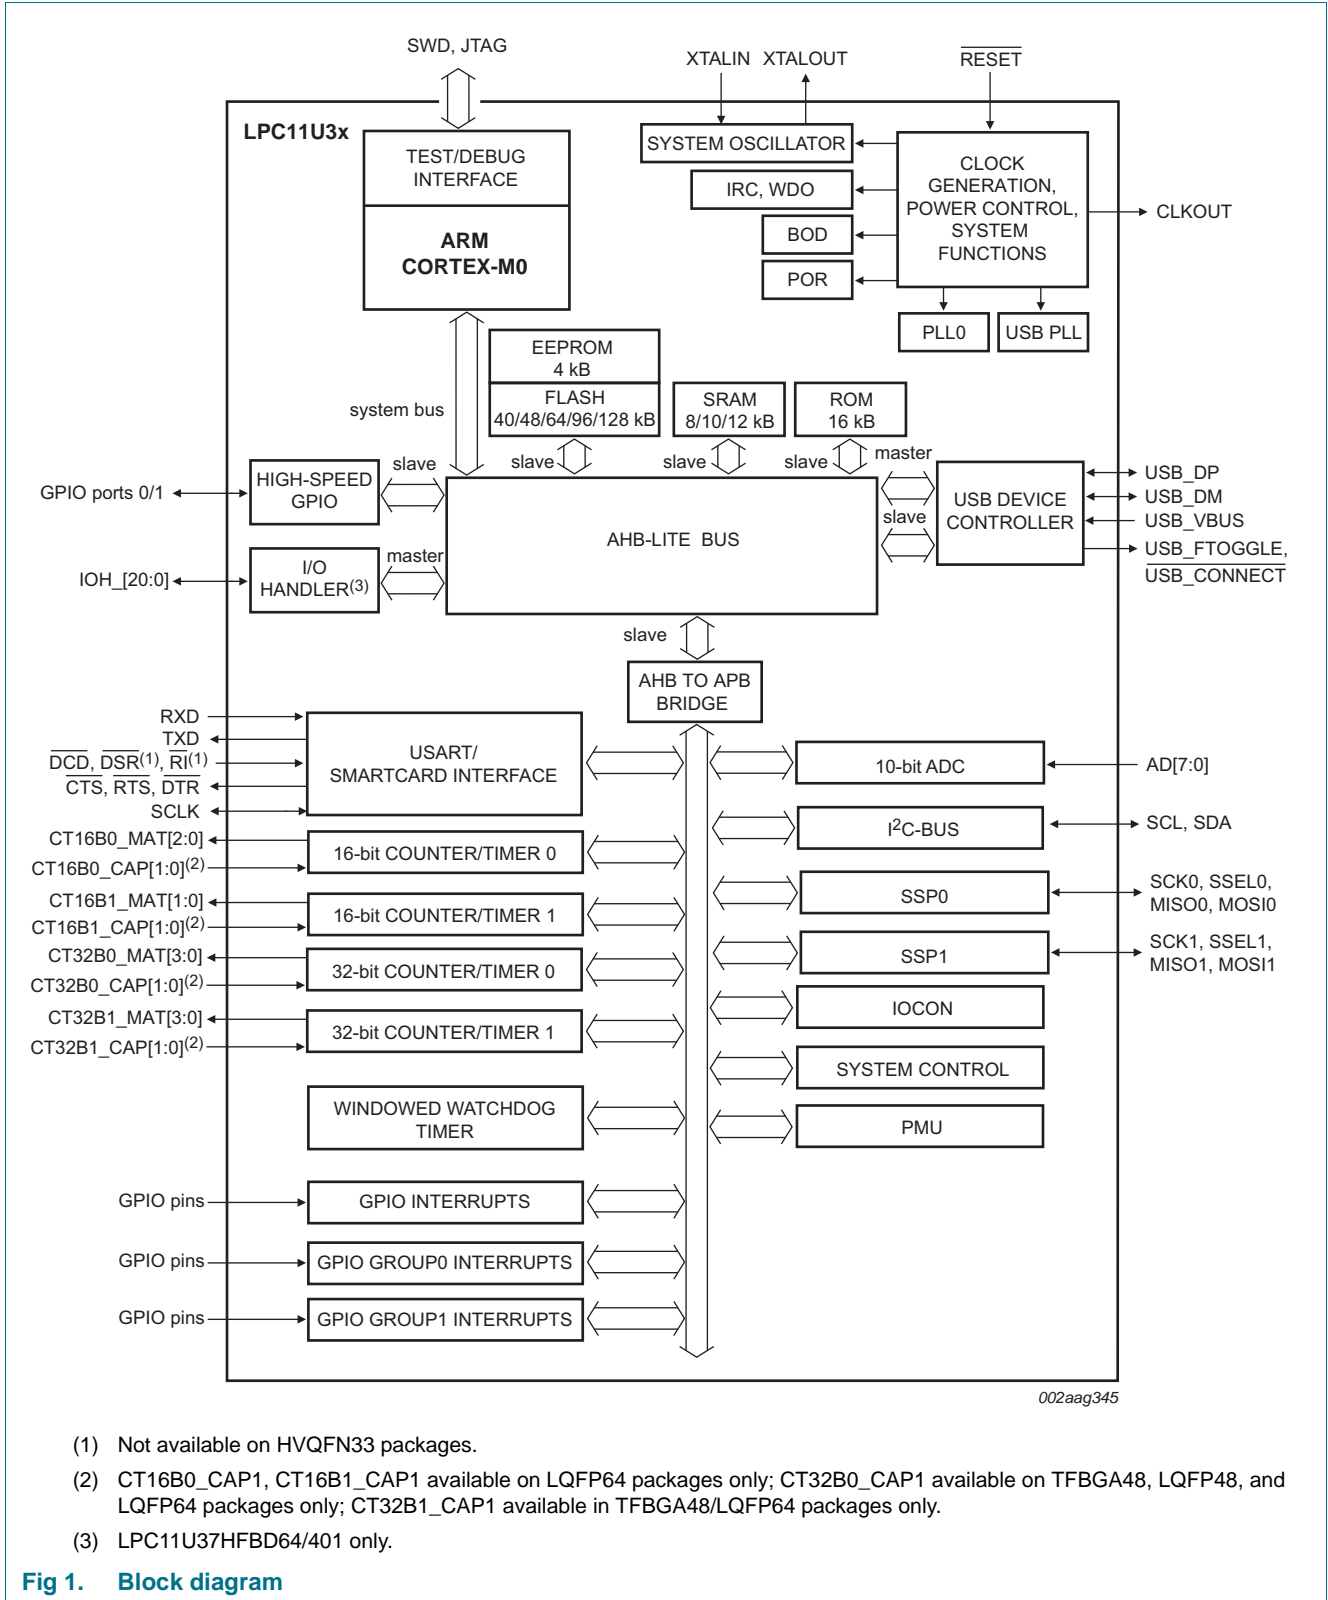 SWD, JTAG
XTALIN XTALOUT
RESET
LPC11U3x
TEST/DEBUG
INTERFACE
ARM
CORTEX-M0
SYSTEM OSCILLATOR
IRC, WDO
BOD
POR
CLOCK
GENERATION,
POWER CONTROL,
SYSTEM
FUNCTIONS
CLKOUT
PLL0
USB PLL
system bus
EEPROM
4 kB
FLASH
40/48/64/96/128 kB
SRAM
8/10/12 kB
ROM
16 kB
slave
slave
slave
slave
master
GPIO ports 0/1
HIGH-SPEED
GPIO
AHB-LITE BUS
slave
USB DEVICE
CONTROLLER
USB_DP
USB_DM
USB_VBUS
USB_FTOGGLE,
USB_CONNECT
IOH_[20:0]
I/O
HANDLER(3)
master
slave
AHB TO APB
BRIDGE
RXD
TXD
DCD, DSR(1), RI(1)
CTS, RTS, DTR
SCLK
USART/
SMARTCARD INTERFACE
10-bit ADC
AD[7:0]
CT16B0_MAT[2:0]
CT16B0_CAP[1:0](2)
16-bit COUNTER/TIMER 0
I2C-BUS
SCL, SDA
CT16B1_MAT[1:0]
CT16B1_CAP[1:0](2)
16-bit COUNTER/TIMER 1
SSP0
SCK0, SSEL0,
MISO0, MOSI0
CT32B0_MAT[3:0]
CT32B0_CAP[1:0](2)
32-bit COUNTER/TIMER 0
SSP1
SCK1, SSEL1,
MISO1, MOSI1
CT32B1_MAT[3:0]
CT32B1_CAP[1:0](2)
32-bit COUNTER/TIMER 1
IOCON
SYSTEM CONTROL
WINDOWED WATCHDOG
TIMER
PMU
GPIO pins
GPIO INTERRUPTS
GPIO pins
GPIO GROUP0 INTERRUPTS
GPIO pins
GPIO GROUP1 INTERRUPTS
002aag345
(1) Not available on HVQFN33 packages.
(2) CT16B0_CAP1, CT16B1_CAP1 available on LQFP64 packages only; CT32B0_CAP1 available on TFBGA48, LQFP48, and
LQFP64 packages only; CT32B1_CAP1 available in TFBGA48/LQFP64 packages only.
(3) LPC11U37HFBD64/401 only.
Fig 1. Block diagram